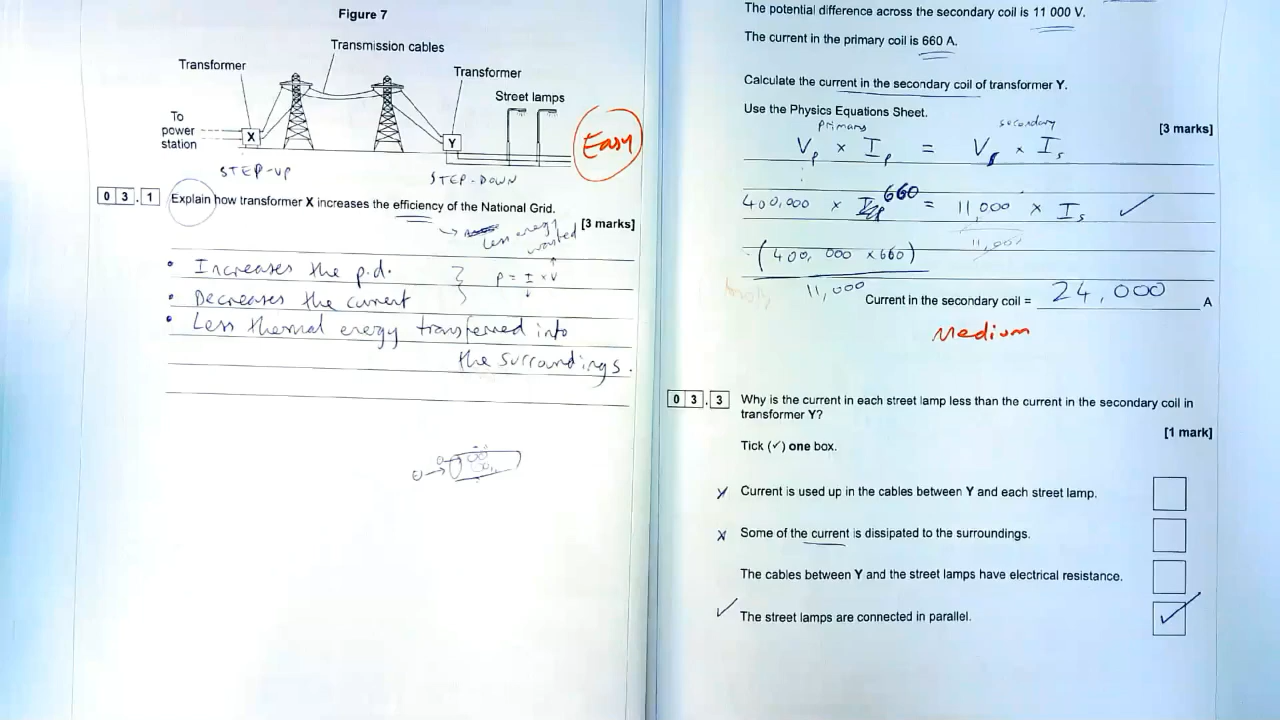 Figure 7
Transmission cables
Transformer
Transformer
Street lamps
To
power
station
X
Y
Easy
STEP-UP
STEP-DOWN
0 3 . 1 Explain how transformer X increases the efficiency of the National Grid.
[3 marks]
less energy
wasted
• Increases the p.d.
P = I × V
• Decreases the current
• Less thermal energy transferred into
the surroundings.
The potential difference across the secondary coil is 11 000 V.
The current in the primary coil is 660 A.
Calculate the current in the secondary coil of transformer Y.
Use the Physics Equations Sheet.
[3 marks]
primary
secondary
Vp × Ip = Vs × Is
400,000 × 660 = 11,000 × Is ✓
11,000
(400,000 × 660)
11,000
Current in the secondary coil = 24,000 A
Medium
0 3 . 3 Why is the current in each street lamp less than the current in the secondary coil in
transformer Y?
[1 mark]
Tick (✓) one box.
✗ Current is used up in the cables between Y and each street lamp.
✗ Some of the current is dissipated to the surroundings.
The cables between Y and the street lamps have electrical resistance.
✓ The street lamps are connected in parallel. ✓